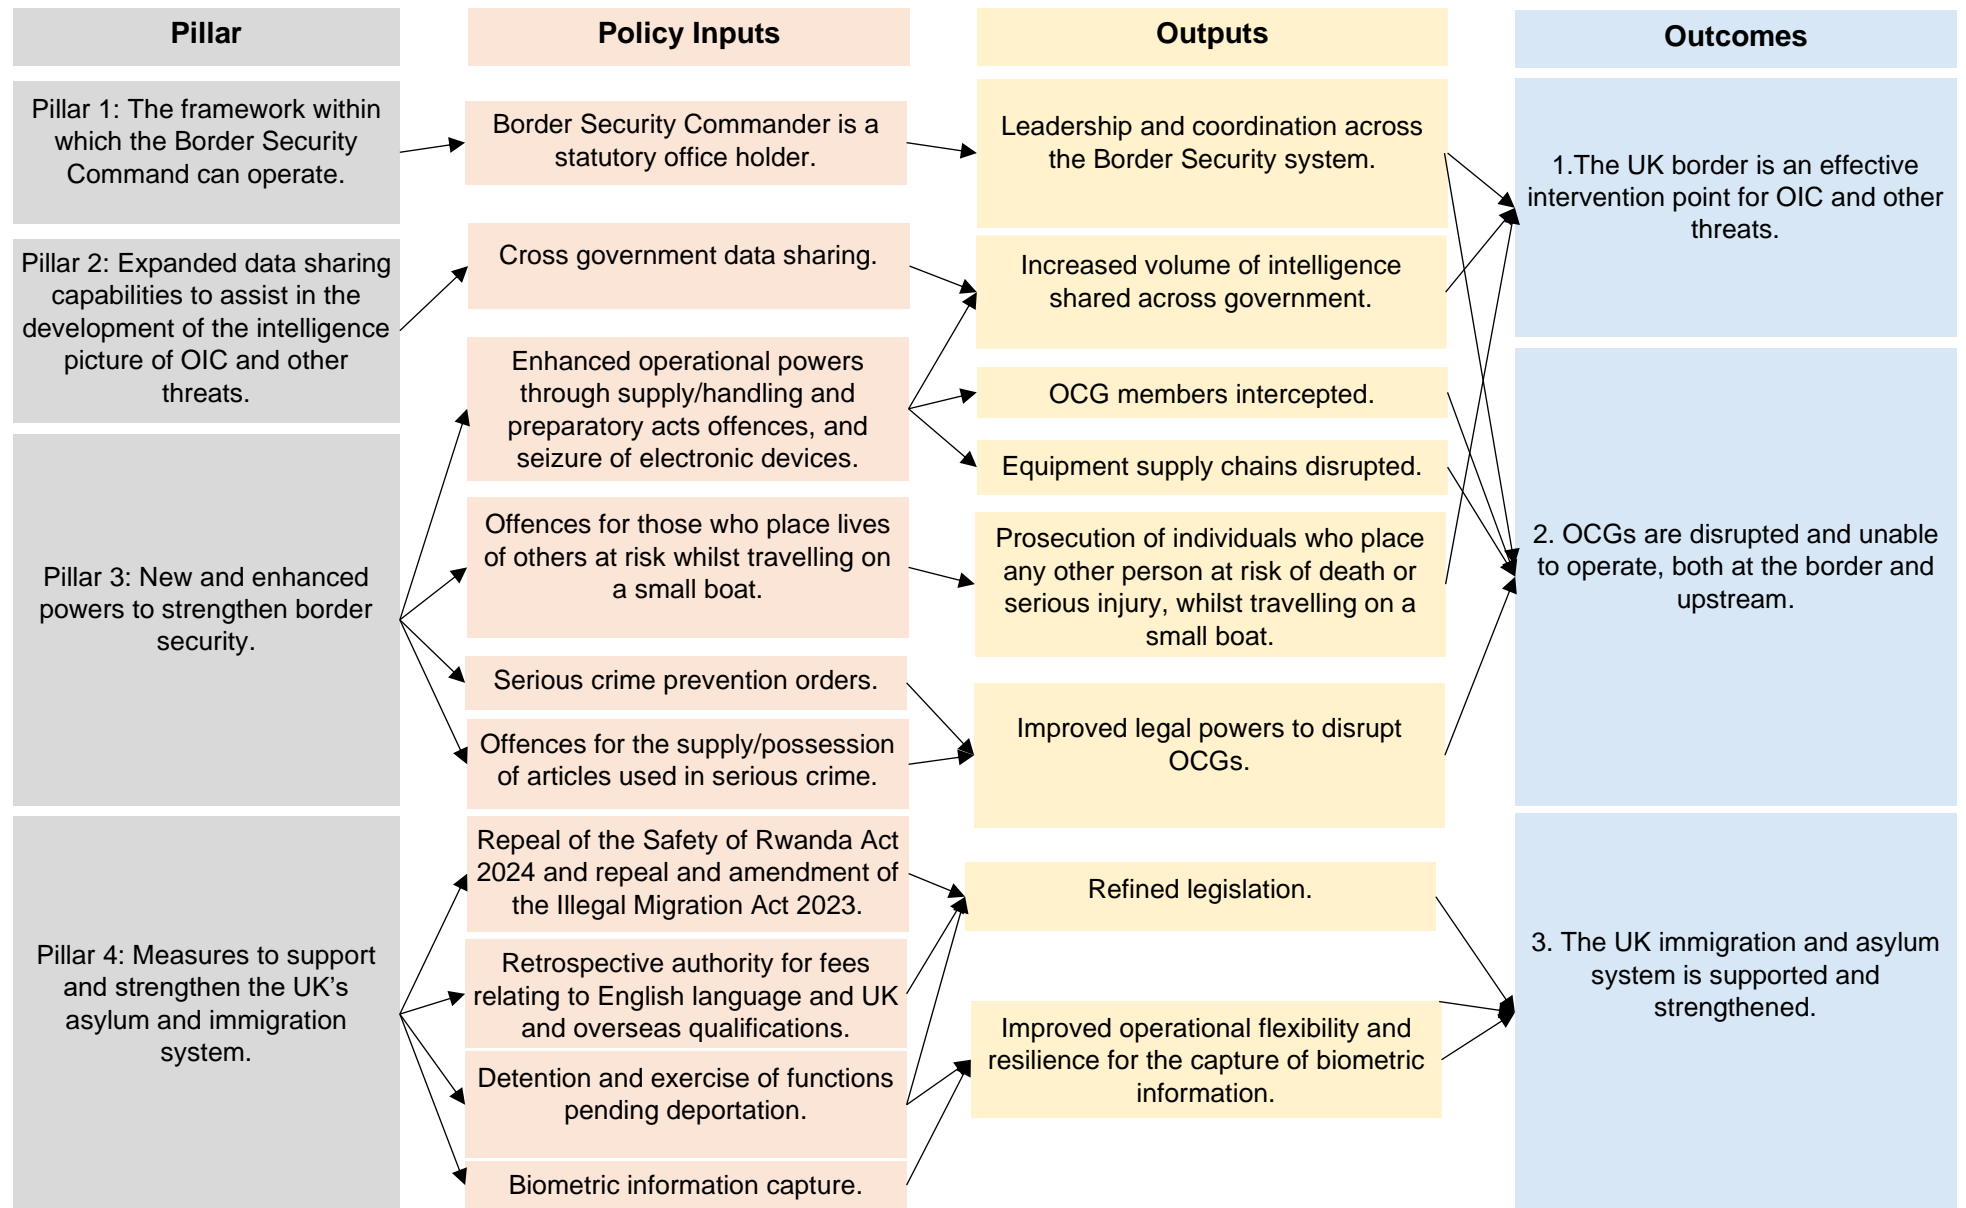 Pillar
Policy Inputs
Outputs
Outcomes
Pillar 1: The framework within
which the Border Security
Command can operate.
Pillar 2: Expanded data sharing
capabilities to assist in the
development of the intelligence
picture of OIC and other
threats.
Pillar 3: New and enhanced
powers to strengthen border
security.
Pillar 4: Measures to support
and strengthen the UK’s
asylum and immigration
system.
Border Security Commander is a
statutory office holder.
Cross government data sharing.
Enhanced operational powers
through supply/handling and
preparatory acts offences, and
seizure of electronic devices.
Offences for those who place lives
of others at risk whilst travelling on
a small boat.
Serious crime prevention orders.
Offences for the supply/possession
of articles used in serious crime.
Repeal of the Safety of Rwanda Act
2024 and repeal and amendment of
the Illegal Migration Act 2023.
Retrospective authority for fees
relating to English language and UK
and overseas qualifications.
Detention and exercise of functions
pending deportation.
Biometric information capture.
Leadership and coordination across
the Border Security system.
Increased volume of intelligence
shared across government.
OCG members intercepted.
Equipment supply chains disrupted.
Prosecution of individuals who place
any other person at risk of death or
serious injury, whilst travelling on a
small boat.
Improved legal powers to disrupt
OCGs.
Refined legislation.
Improved operational flexibility and
resilience for the capture of biometric
information.
1.The UK border is an effective
intervention point for OIC and other
threats.
2. OCGs are disrupted and unable
to operate, both at the border and
upstream.
3. The UK immigration and asylum
system is supported and
strengthened.